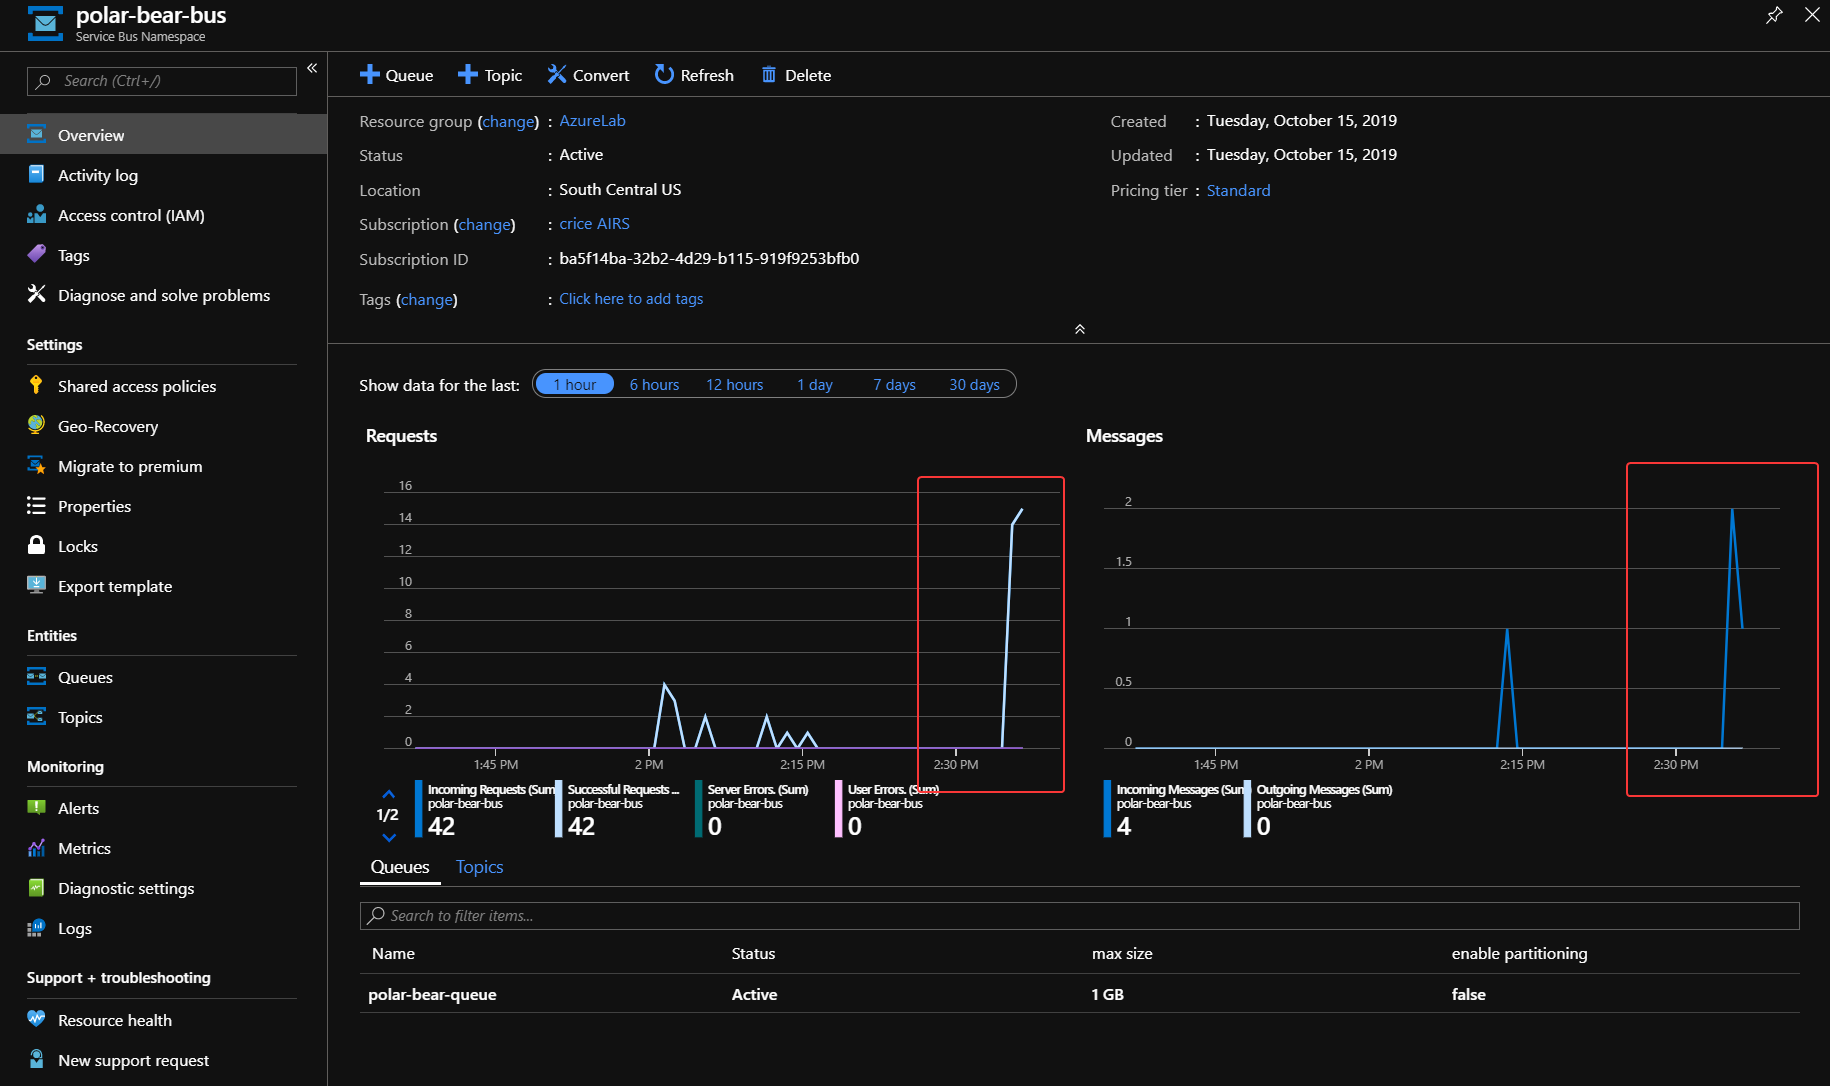 polar-bear-bus
Service Bus Namespace
Search (Ctrl+/)
«
Overview
Activity log
Access control (IAM)
Tags
Diagnose and solve problems
Settings
Shared access policies
Geo-Recovery
Migrate to premium
Properties
Locks
Export template
Entities
Queues
Topics
Monitoring
Alerts
Metrics
Diagnostic settings
Logs
Support + troubleshooting
Resource health
New support request
Queue Topic Convert Refresh Delete
Resource group (change) : AzureLab
Status : Active
Location : South Central US
Subscription (change) : crice AIRS
Subscription ID : ba5f14ba-32b2-4d29-b115-919f9253bfb0
Tags (change) : Click here to add tags
Created : Tuesday, October 15, 2019
Updated : Tuesday, October 15, 2019
Pricing tier : Standard
Show data for the last: 1 hour 6 hours 12 hours 1 day 7 days 30 days
Requests
16
14
12
10
8
6
4
2
0
1:45 PM 2 PM 2:15 PM 2:30 PM
1/2
Incoming Requests (Sum
polar-bear-bus
42
Successful Requests ...
polar-bear-bus
42
Server Errors. (Sum)
polar-bear-bus
0
User Errors. (Sum)
polar-bear-bus
0
Messages
2
1.5
1
0.5
0
1:45 PM 2 PM 2:15 PM 2:30 PM
Incoming Messages (Sum)
polar-bear-bus
4
Outgoing Messages (Sum)
polar-bear-bus
0
Queues Topics
Search to filter items...
Name Status max size enable partitioning
polar-bear-queue Active 1 GB false